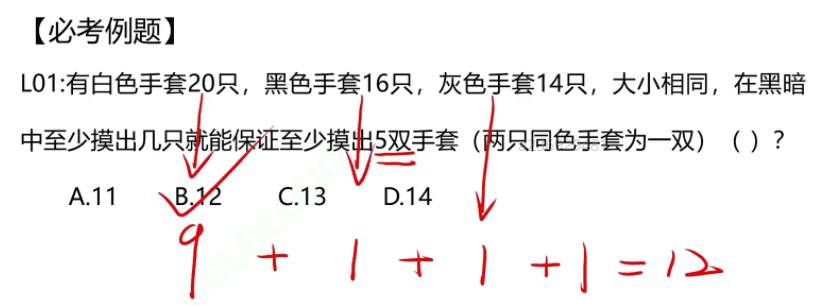 【必考例题】
L01:有白色手套20只，黑色手套16只，灰色手套14只，大小相同，在黑暗
中至少摸出几只就能保证至少摸出5双手套（两只同色手套为一双）（ ）？
A.11 B.12 C.13 D.14
9 + 1 + 1 + 1 = 12